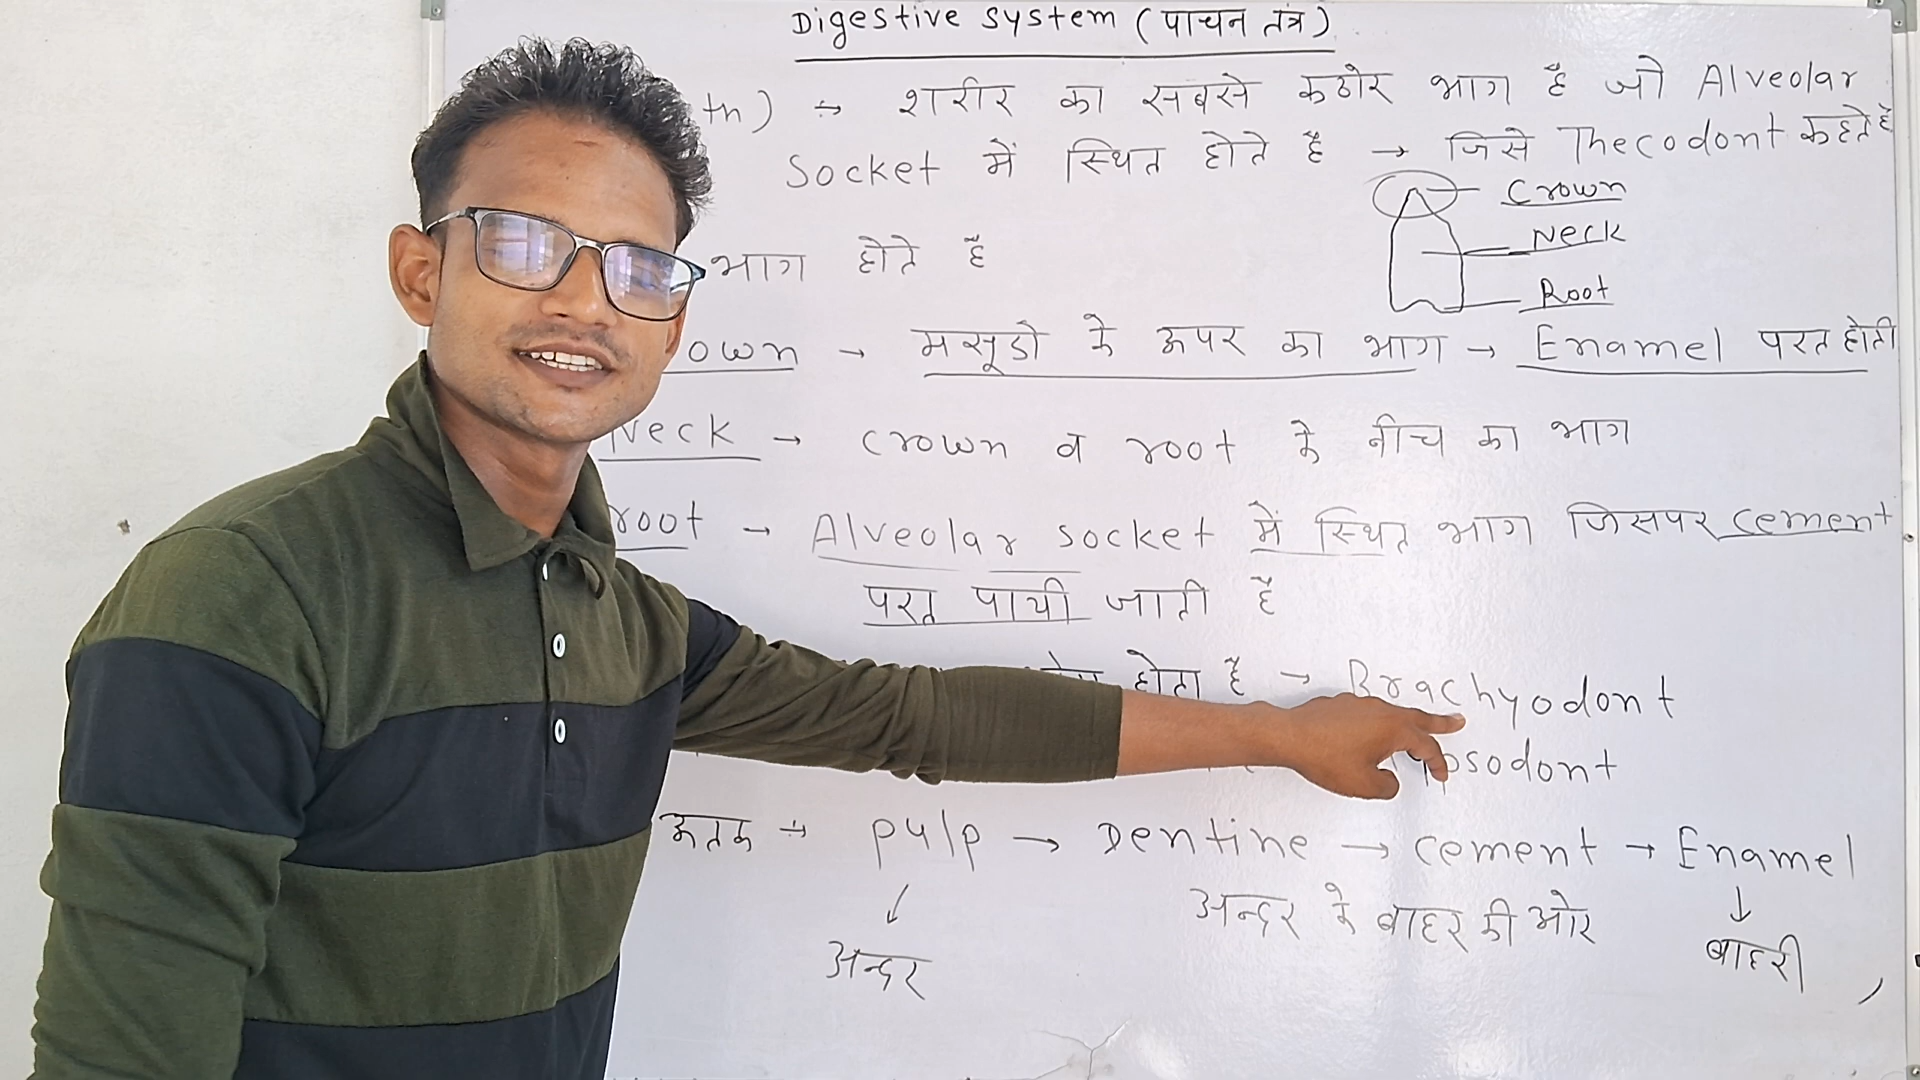 Digestive System (पाचन तंत्र)
th) → शरीर का सबसे कठोर भाग है जो Alveolar
Socket में स्थित होते है → जिसे Thecodont कहते है
Crown
Neck
Root
भाग होते है
own → मसूडो के ऊपर का भाग → Enamel परत होती
Neck → Crown व root के नीच का भाग
root → Alveolar socket में स्थित भाग जिसपर cement
परत पायी जाती है
होता है → Brachyodont
psodont
ऊतक → pulp → Dentine → cement → Enamel
अन्दर
अन्दर के बाहर की ओर
बाहरी